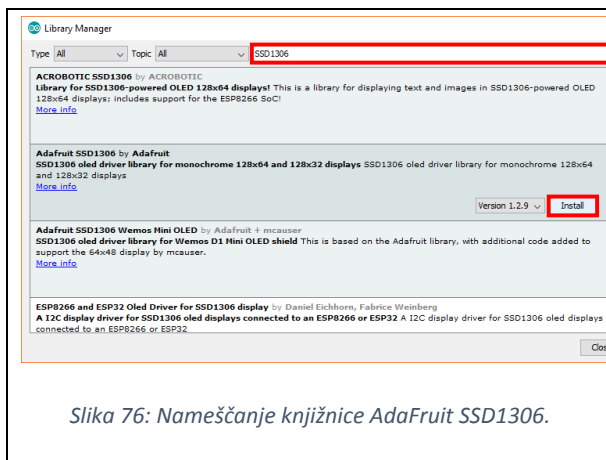 Library Manager
Type All Topic All SSD1306
ACROBOTIC SSD1306 by ACROBOTIC
Library for SSD1306-powered OLED 128x64 displays! This is a library for displaying text and images in SSD1306-powered OLED
128x64 displays; includes support for the ESP8266 SoC!
More info
Adafruit SSD1306 by Adafruit
SSD1306 oled driver library for monochrome 128x64 and 128x32 displays SSD1306 oled driver library for monochrome 128x64
and 128x32 displays
More info
Version 1.2.9 Install
Adafruit SSD1306 Wemos Mini OLED by Adafruit + mcauser
SSD1306 oled driver library for Wemos D1 Mini OLED shield This is based on the Adafruit library, with additional code added to
support the 64x48 display by mcauser.
More info
ESP8266 and ESP32 Oled Driver for SSD1306 display by Daniel Eichhorn, Fabrice Weinberg
A I2C display driver for SSD1306 oled displays connected to an ESP8266 or ESP32 A I2C display driver for SSD1306 oled displays
connected to an ESP8266 or ESP32
Clos
Slika 76: Nameščanje knjižnice AdaFruit SSD1306.